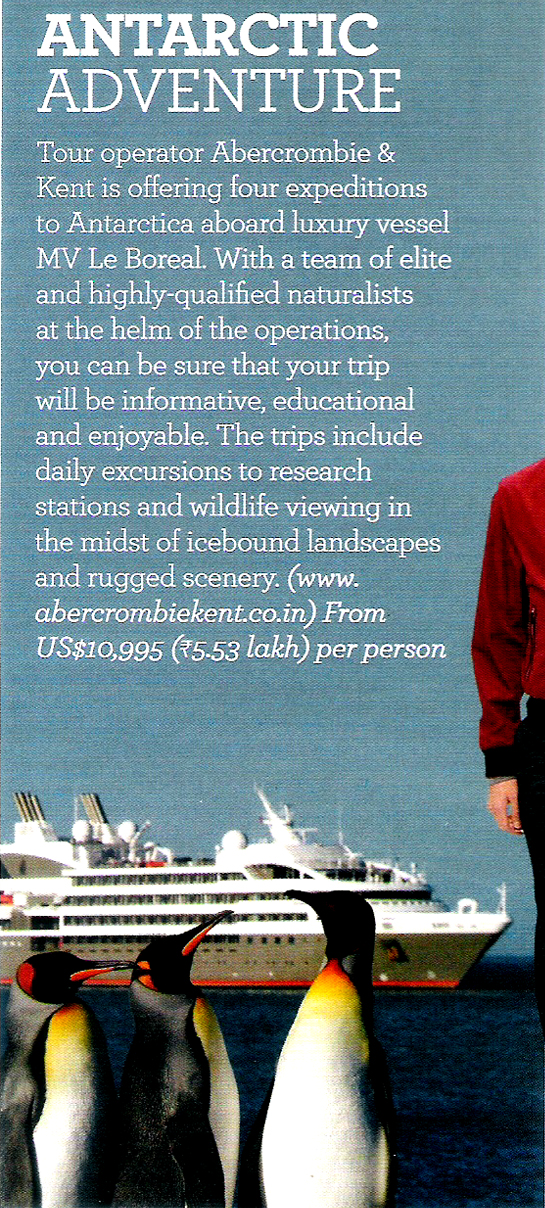 ANTARCTIC
ADVENTURE
Tour operator Abercrombie &
Kent is offering four expeditions
to Antarctica aboard luxury vessel
MV Le Boreal. With a team of elite
and highly-qualified naturalists
at the helm of the operations,
you can be sure that your trip
will be informative, educational
and enjoyable. The trips include
daily excursions to research
stations and wildlife viewing in
the midst of icebound landscapes
and rugged scenery. (www.
abercrombiekent.co.in) From
US$10,995 (₹5.53 lakh) per person